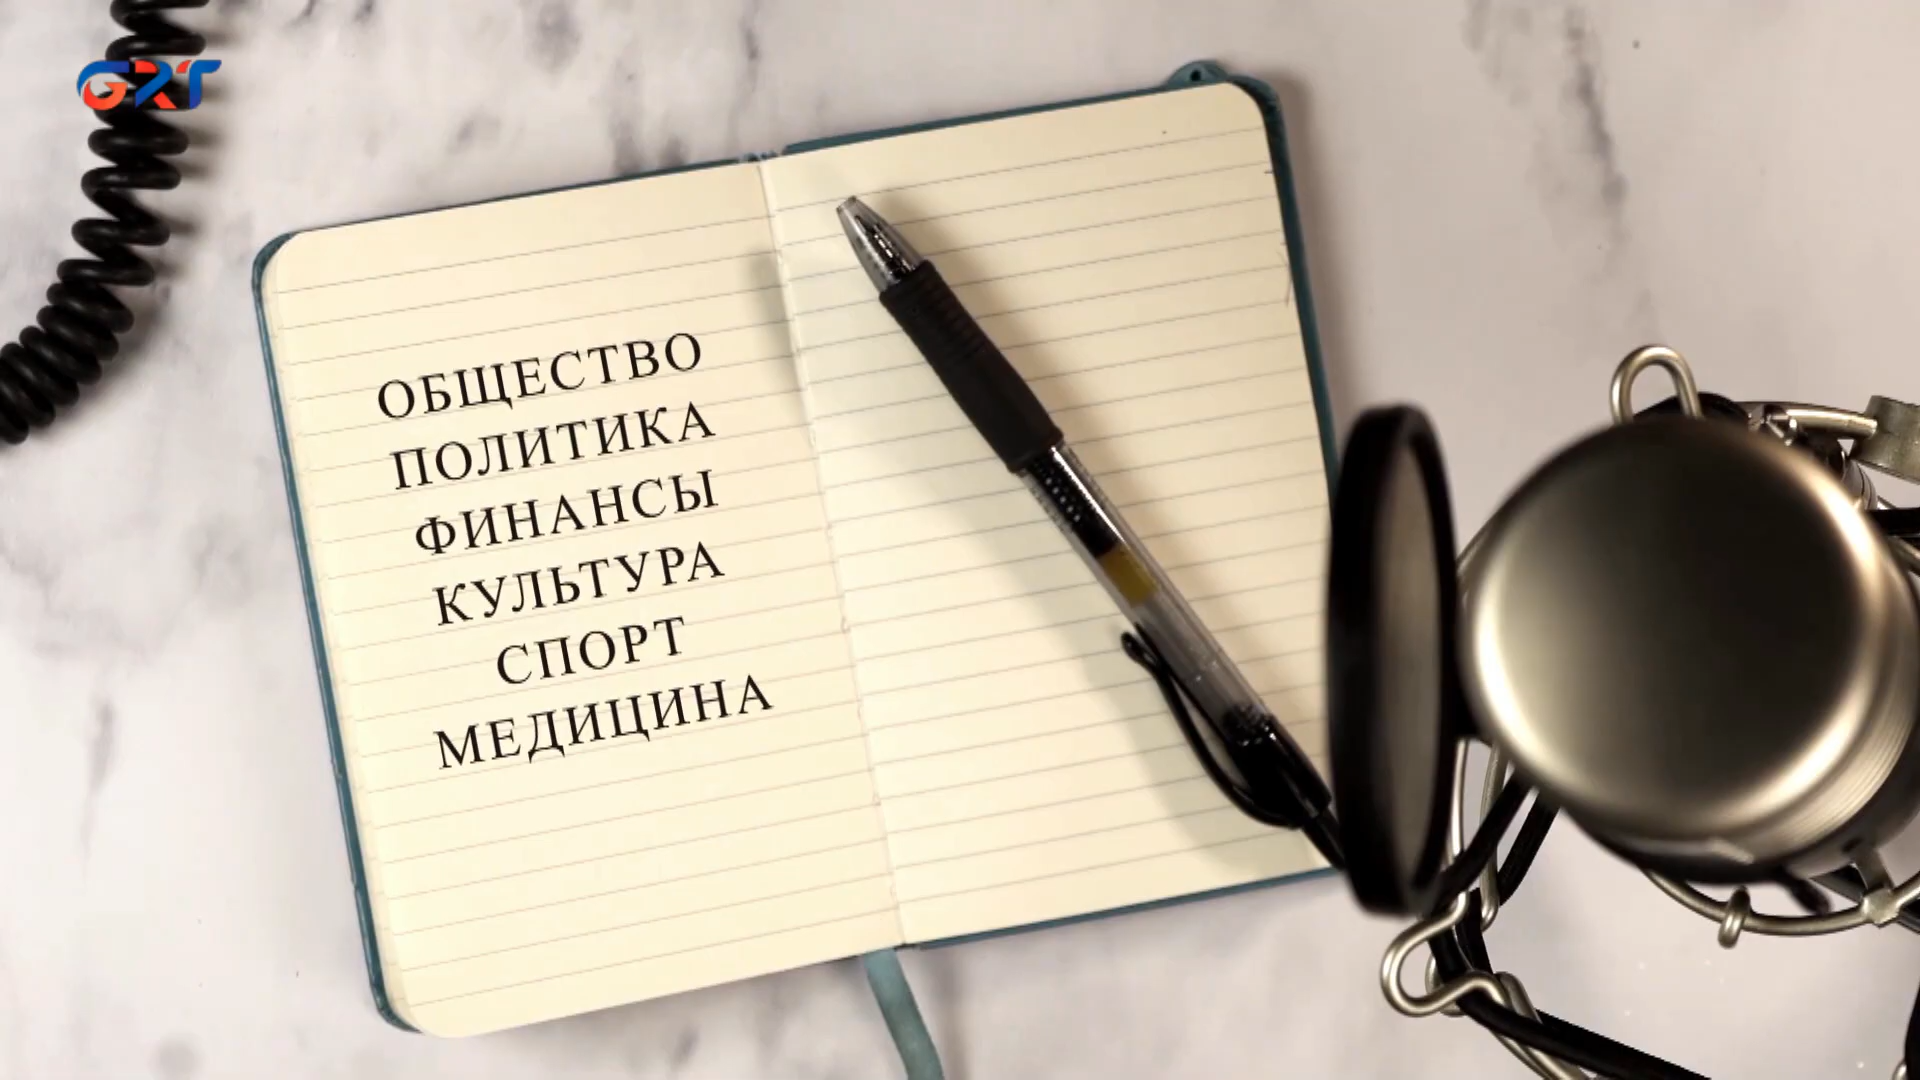 GRT
ОБЩЕСТВО
ПОЛИТИКА
ФИНАНСЫ
КУЛЬТУРА
СПОРТ
МЕДИЦИНА